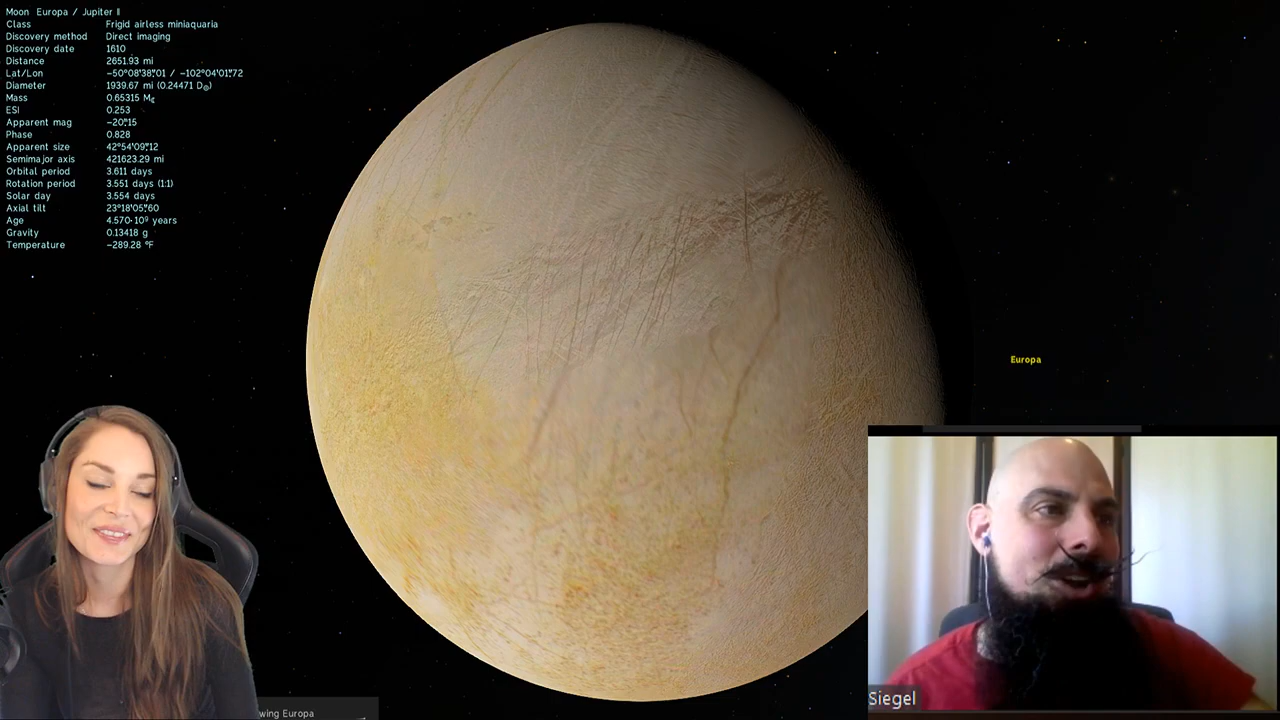 Moon Europa / Jupiter II
Class Frigid airless miniaquaria
Discovery method Direct imaging
Discovery date 1610
Distance 2651.93 mi
Lat/Lon −50°08'38"01 / −102°04'01"72
Diameter 1939.67 mi (0.24471 D⊕)
Mass 0.65315 M☾
ESI 0.253
Apparent mag −20ᵐ15
Phase 0.828
Apparent size 42°54'09"12
Semimajor axis 421623.29 mi
Orbital period 3.611 days
Rotation period 3.551 days (1:1)
Solar day 3.554 days
Axial tilt 23°18'05"60
Age 4.570·10⁹ years
Gravity 0.13418 g
Temperature −289.28 °F
Europa
Siegel
wing Europa